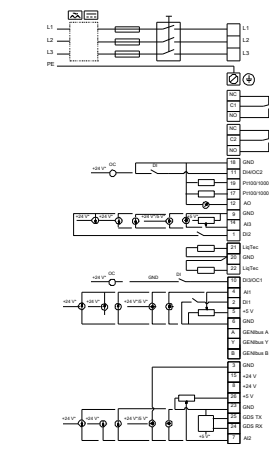 L1 L1
L2 L2
L3 L3
PE
NC
C1
NO
NC
C2
NO
18 GND
OC DI
+24 V* 11 DI4/OC2
19 Pt100/1000
17 Pt100/1000
12 AO
9 GND
+24 V* +24 V* +24 V*/5 V* +5 V* 14 AI3
1 DI2
21 LiqTec
20 GND
22 LiqTec
OC GND DI
+24 V* 10 DI3/OC1
4 AI1
+24 V* +24 V* +24 V*/5 V* 2 DI1
5 +5 V
6 GND
A GENIbus A
Y GENIbus Y
B GENIbus B
3 GND
15 +24 V
8 +24 V
26 +5 V
23 GND
25 GDS TX
+24 V* +24 V* +24 V*/5 V* 24 GDS RX
+5 V* 7 AI2